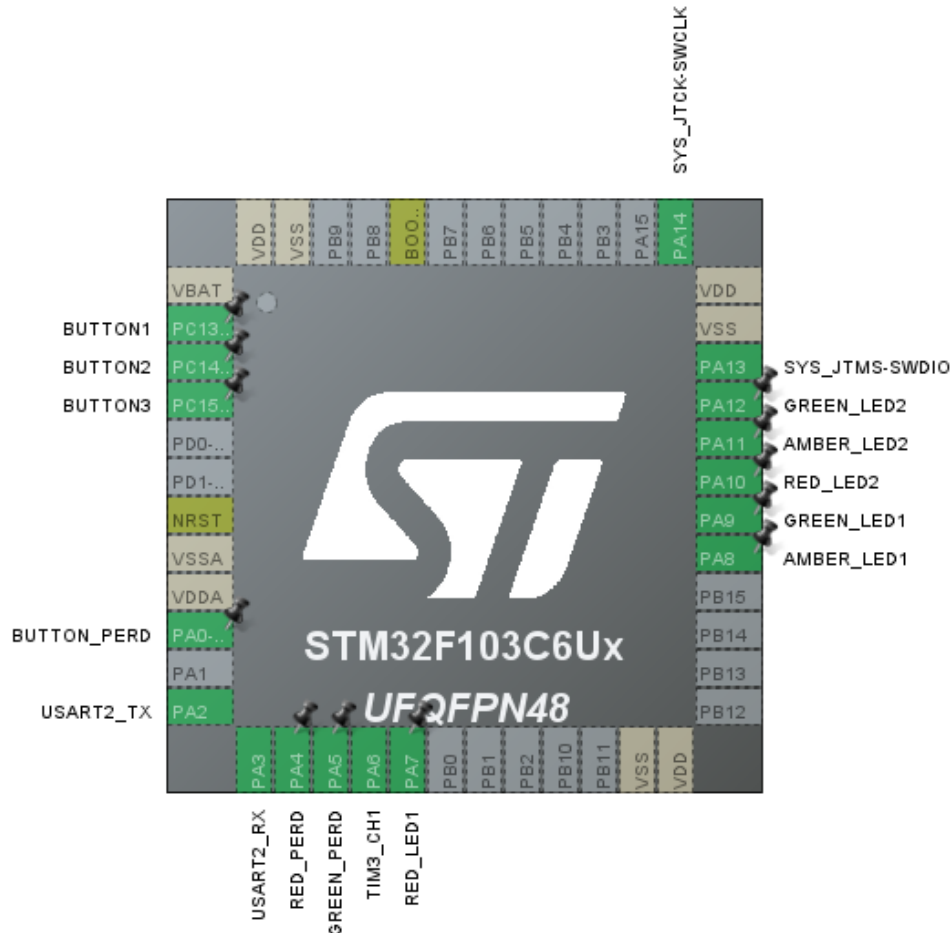 SYS_JTCK-SWCLK
VDD
VSS
PB9
PB8
BOO..
PB7
PB6
PB5
PB4
PB3
PA15
PA14
BUTTON1
BUTTON2
BUTTON3
BUTTON_PERD
USART2_TX
VBAT
PC13..
PC14..
PC15..
PD0-..
PD1-..
NRST
VSSA
VDDA
PA0-..
PA1
PA2
ST
STM32F103C6Ux
UFQFPN48
VDD
VSS
PA13
PA12
PA11
PA10
PA9
PA8
PB15
PB14
PB13
PB12
SYS_JTMS-SWDIO
GREEN_LED2
AMBER_LED2
RED_LED2
GREEN_LED1
AMBER_LED1
PA3
PA4
PA5
PA6
PA7
PB0
PB1
PB2
PB10
PB11
VSS
VDD
USART2_RX
RED_PERD
GREEN_PERD
TIM3_CH1
RED_LED1